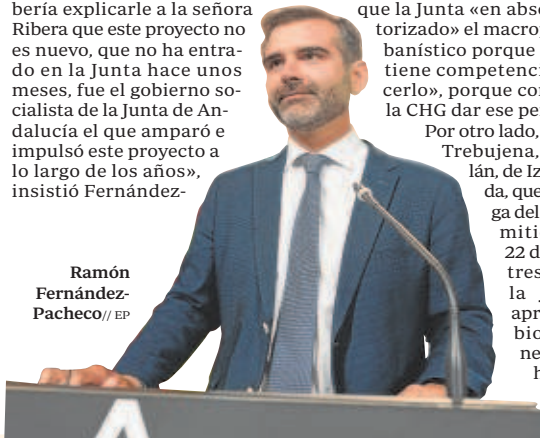 bería explicarle a la señora
Ribera que este proyecto no
es nuevo, que no ha entra-
do en la Junta hace unos
meses, fue el gobierno so-
cialista de la Junta de An-
dalucía el que amparó e
impulsó este proyecto a
lo largo de los años»,
insistió Fernández-
Ramón
Fernández-
Pacheco// EP
que la Junta «en abso
torizado» el macro
banístico porque
tiene competenci
cerlo», porque co
la CHG dar ese pe
Por otro lado,
Trebujena,
lán, de Iz
da, que
ga del
miti
22 d
tres
la
apr
bio
ne
h